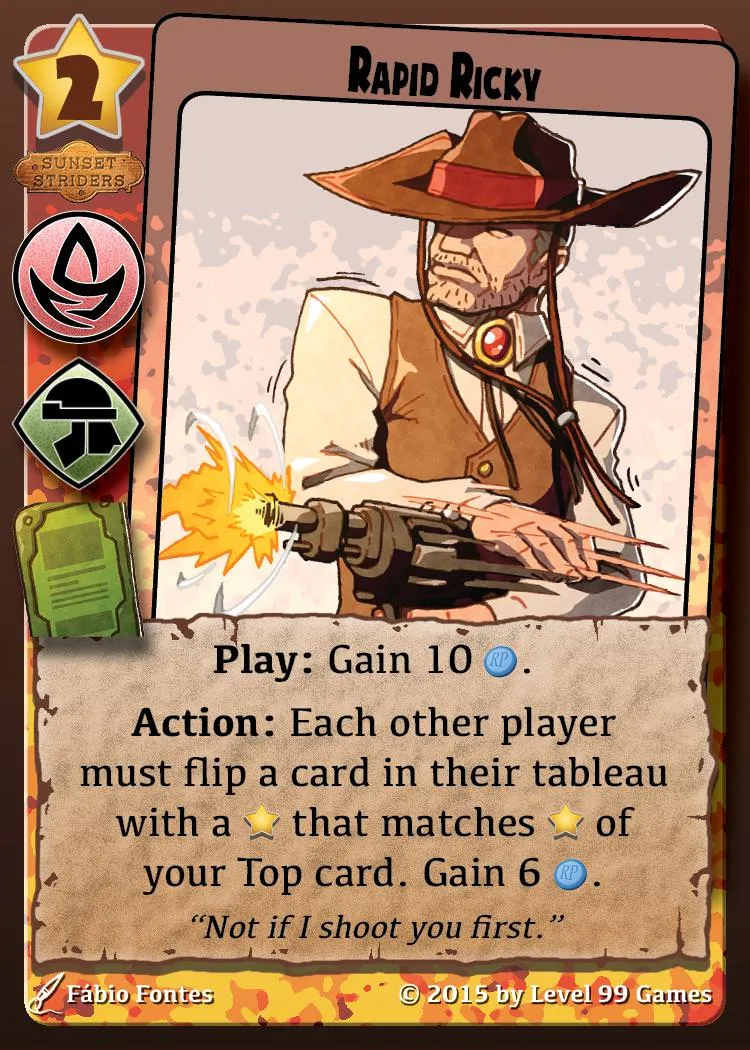 2
RAPID RICKY
SUNSET
STRIDERS
Play: Gain 10 RP.
Action: Each other player
must flip a card in their tableau
with a ⭐ that matches ⭐ of
your Top card. Gain 6 RP.
“Not if I shoot you first.”
Fábio Fontes
© 2015 by Level 99 Games